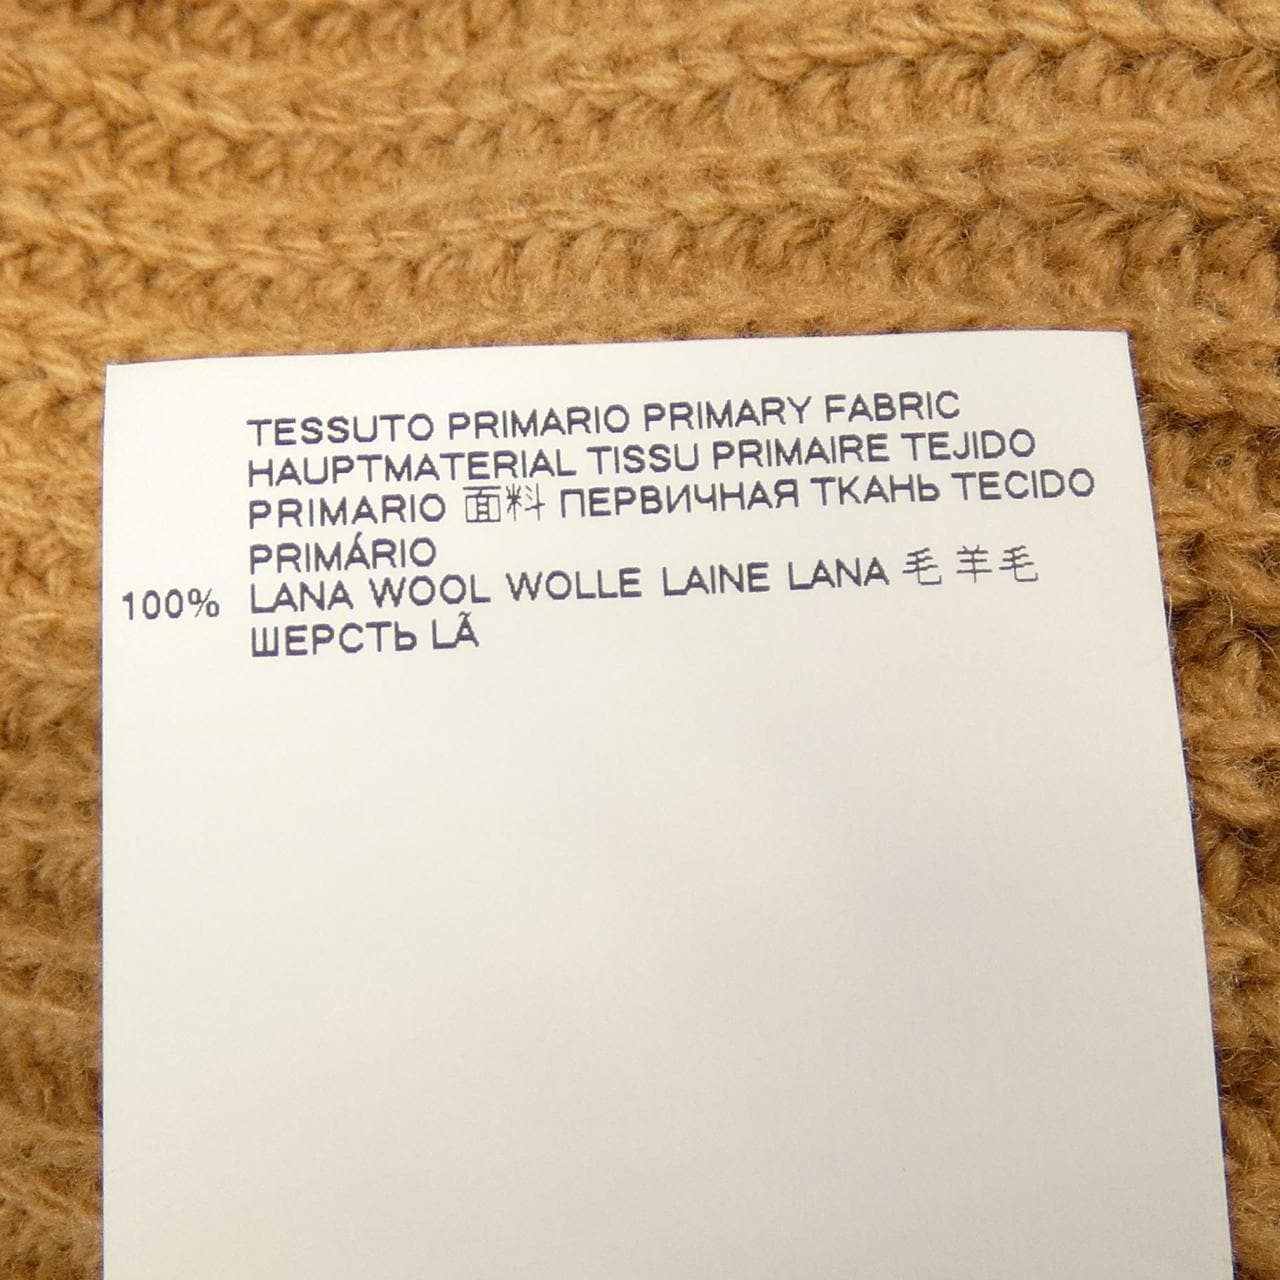 TESSUTO PRIMARIO PRIMARY FABRIC
HAUPTMATERIAL TISSU PRIMAIRE TEJIDO
PRIMARIO 面料 ПЕРВИЧНАЯ ТКАНЬ TECIDO
PRIMÁRIO
100% LANA WOOL WOLLE LAINE LANA 毛 羊毛
ШЕРСТЬ LÃ